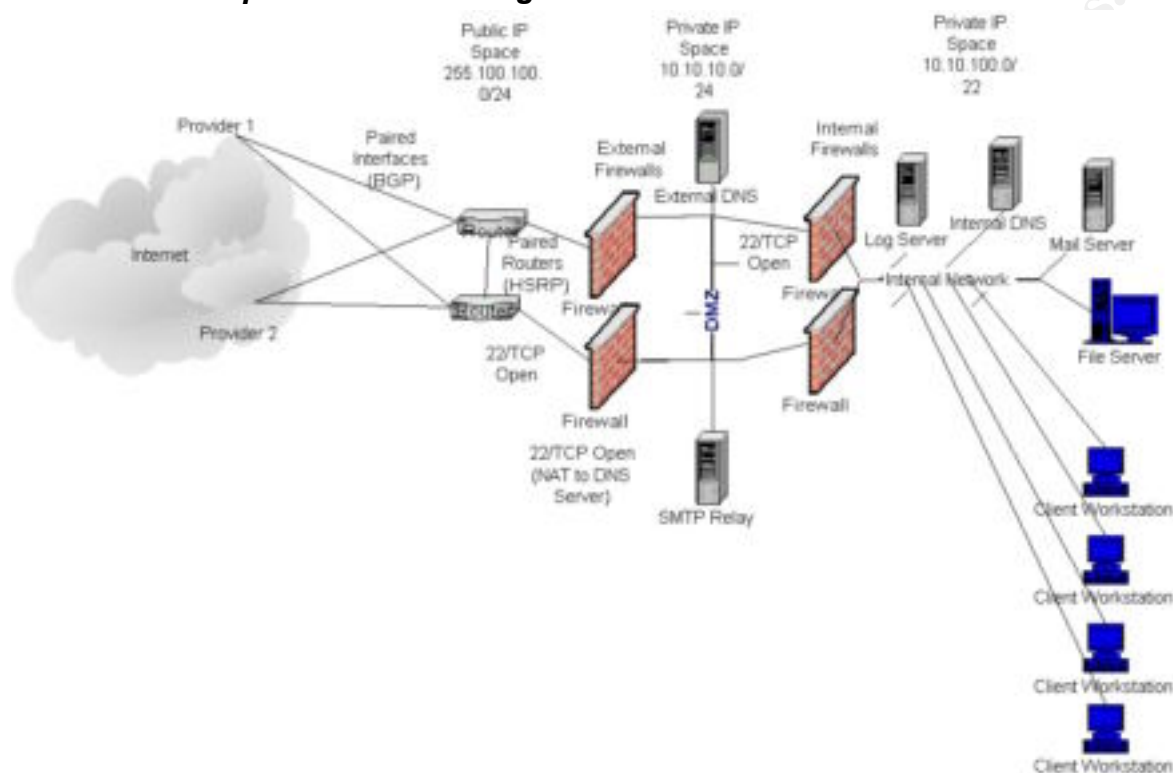 Public IP
Space
255.100.100.
0/24
Private IP
Space
10.10.10.0/
24
Private IP
Space
10.10.100.0/
22
Provider 1
Paired
Interfaces
(BGP)
External
Firewalls
Internal
Firewalls
External DNS
Internet
Router
Paired
Routers
(HSRP)
22/TCP
Open
Log Server
Internal DNS
Mail Server
Internal Network
Firewall
Firewall
DMZ
Router
Provider 2
22/TCP
Open
File Server
Firewall
Firewall
22/TCP Open
(NAT to DNS
Server)
SMTP Relay
Client Workstation
Client Workstation
Client Workstation
Client Workstation